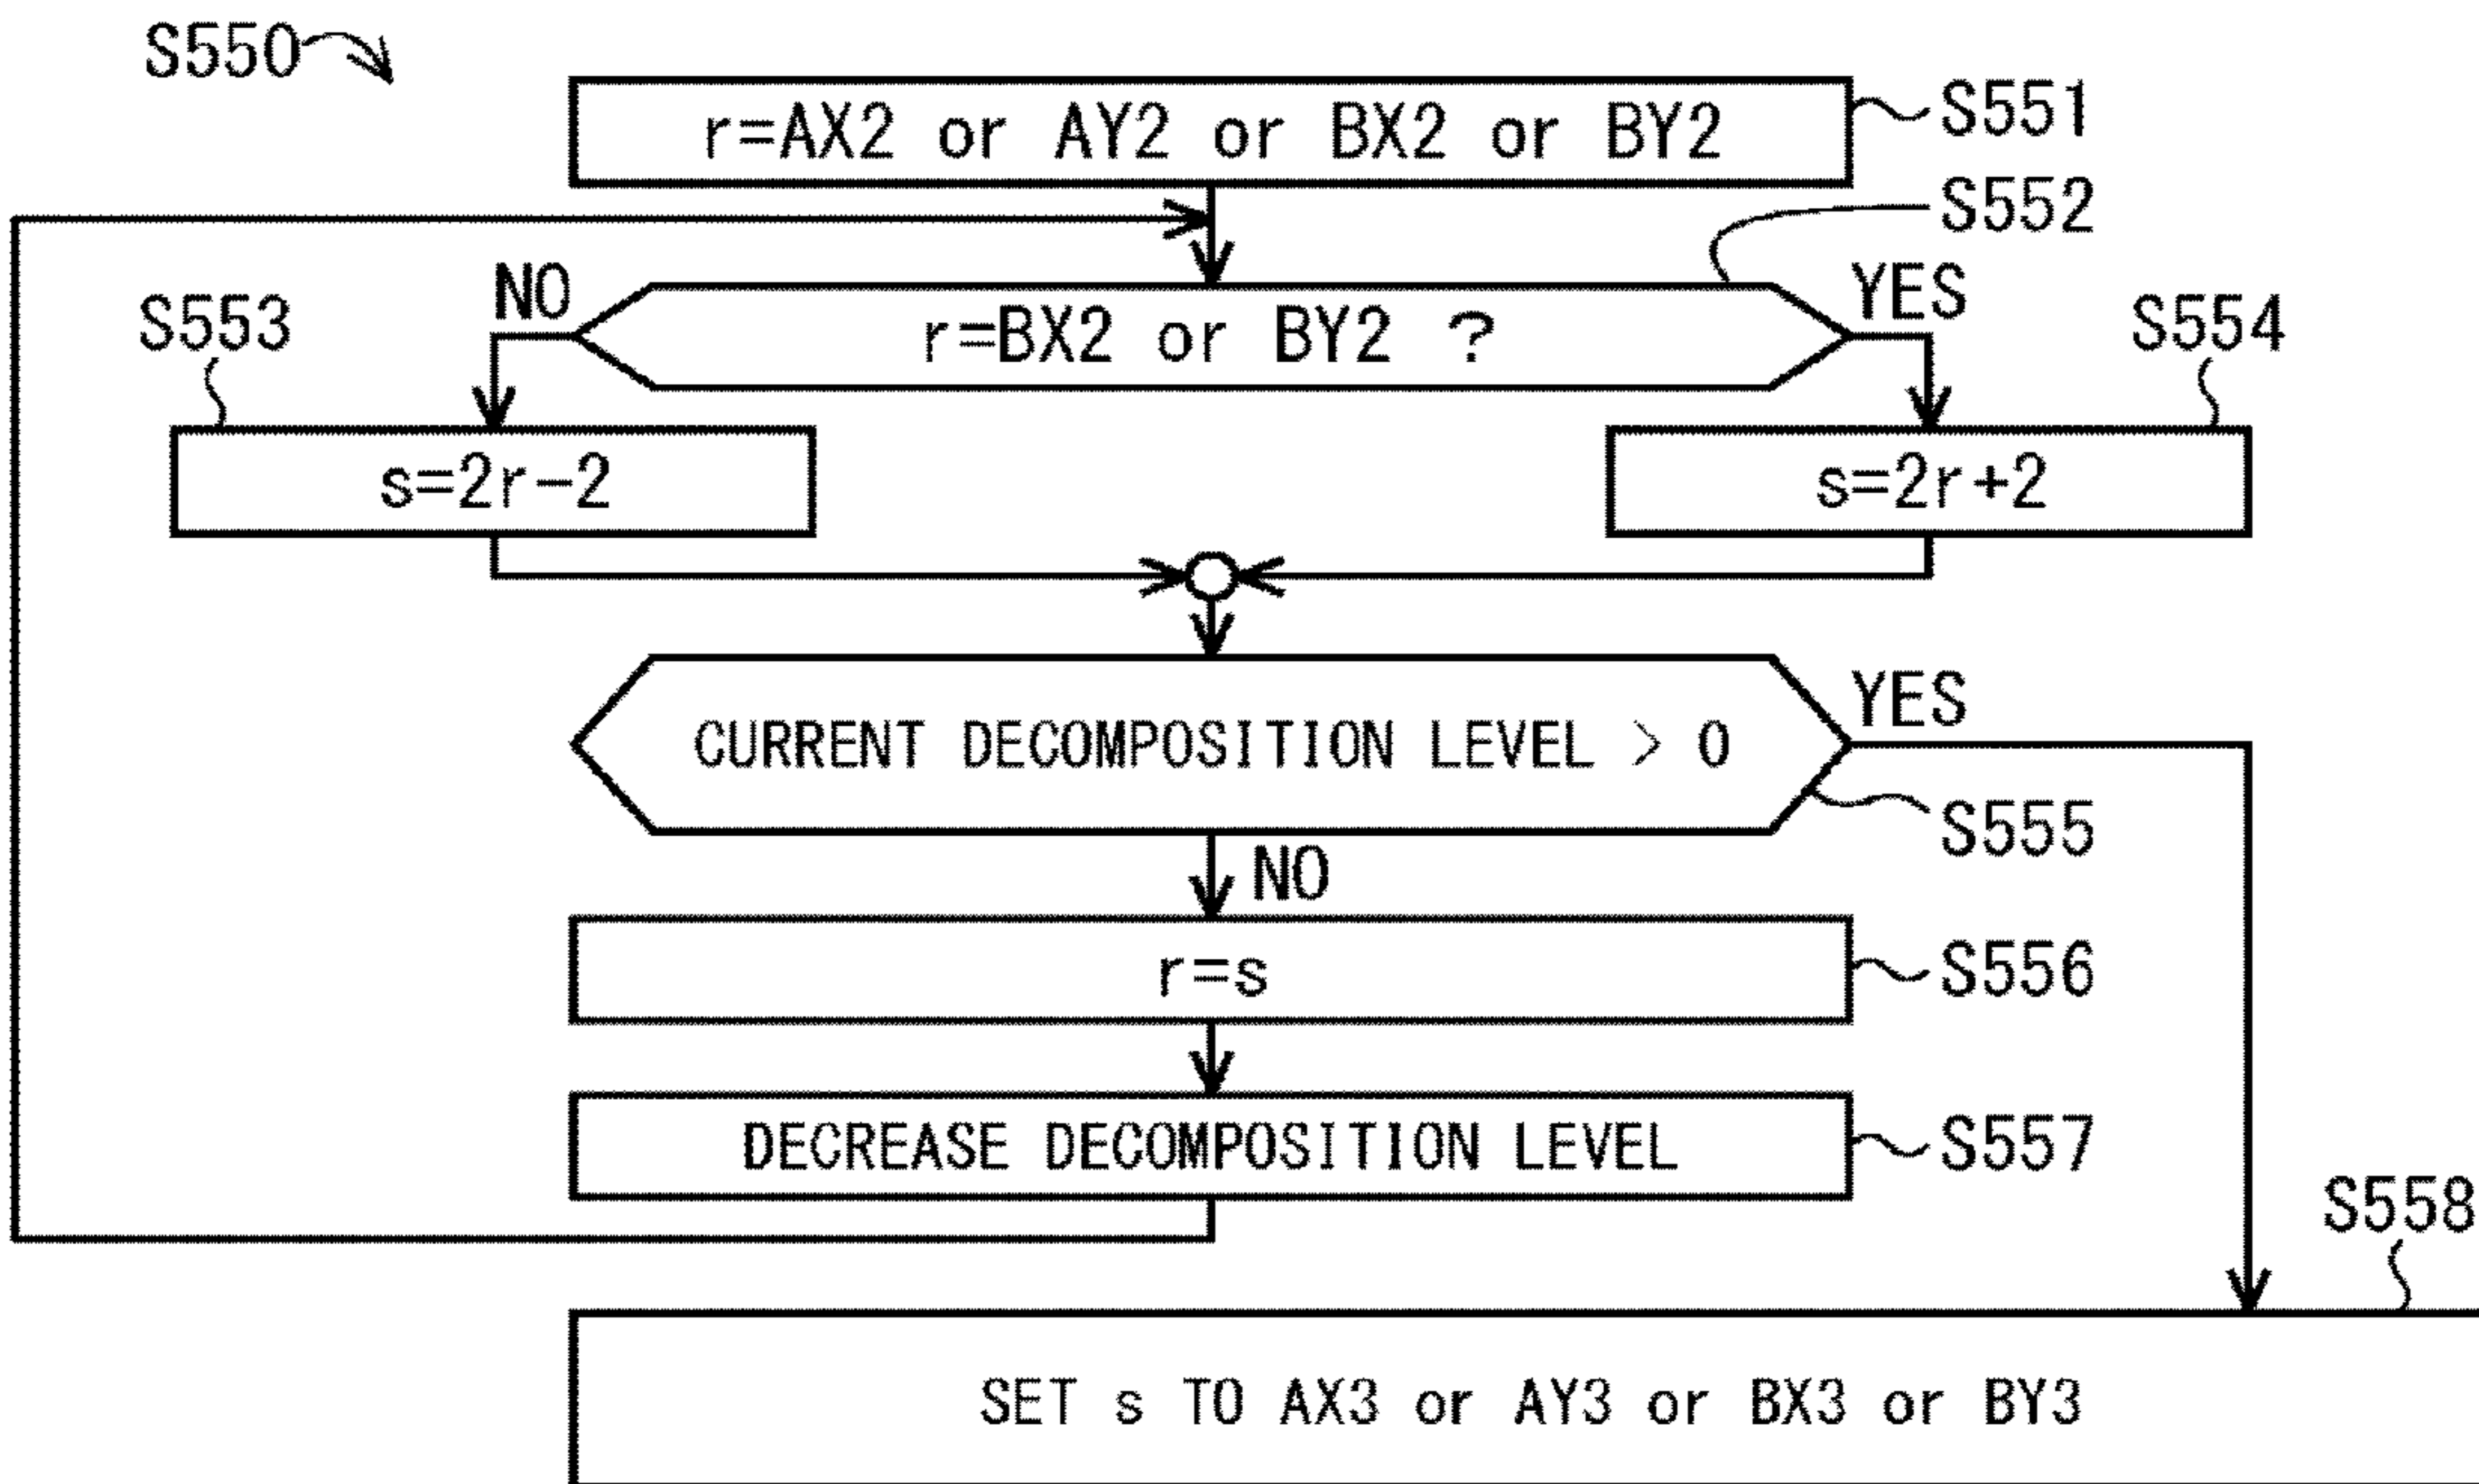 S550
r=AX2 or AY2 or BX2 or BY2
S551
S552
NO
YES
S553
r=BX2 or BY2 ?
S554
s=2r-2
s=2r+2
YES
CURRENT DECOMPOSITION LEVEL > 0
S555
NO
r=s
S556
DECREASE DECOMPOSITION LEVEL
S557
S558
SET s TO AX3 or AY3 or BX3 or BY3